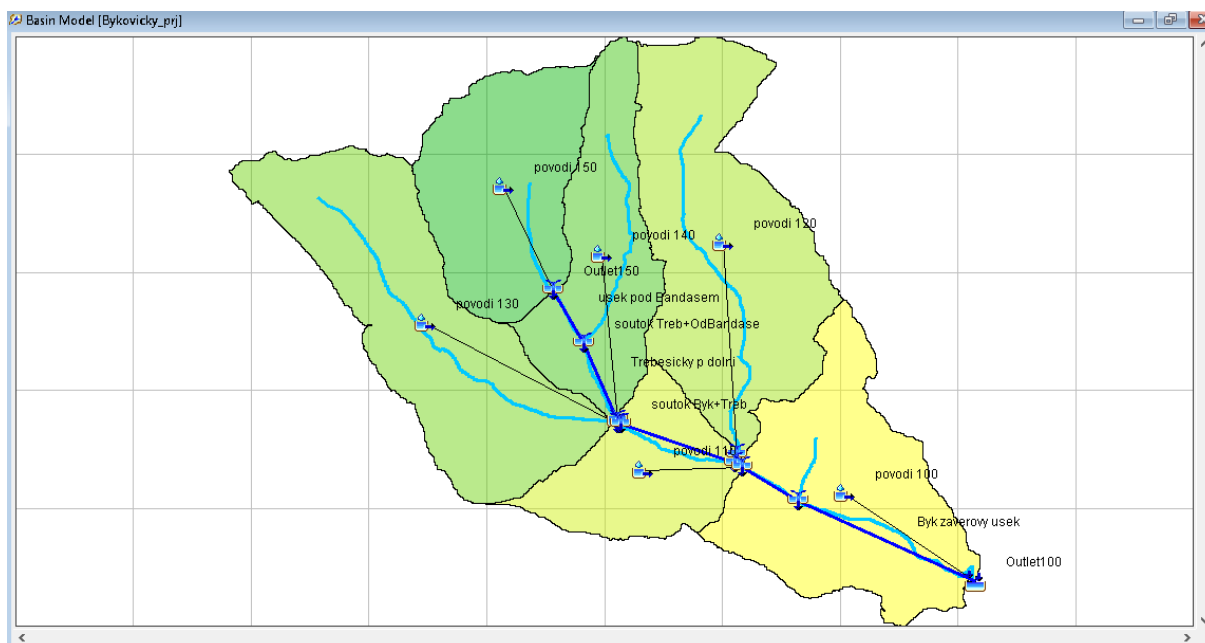 Basin Model [Bykovicky_prj]
povodi 150
povodi 120
povodi 140
Outlet150
povodi 130
usek pod Bandasem
soutok Treb+OdBandase
Trebesicky p dolni
soutok Byk+Treb
povodi 110
povodi 100
Byk zaverovy usek
Outlet100